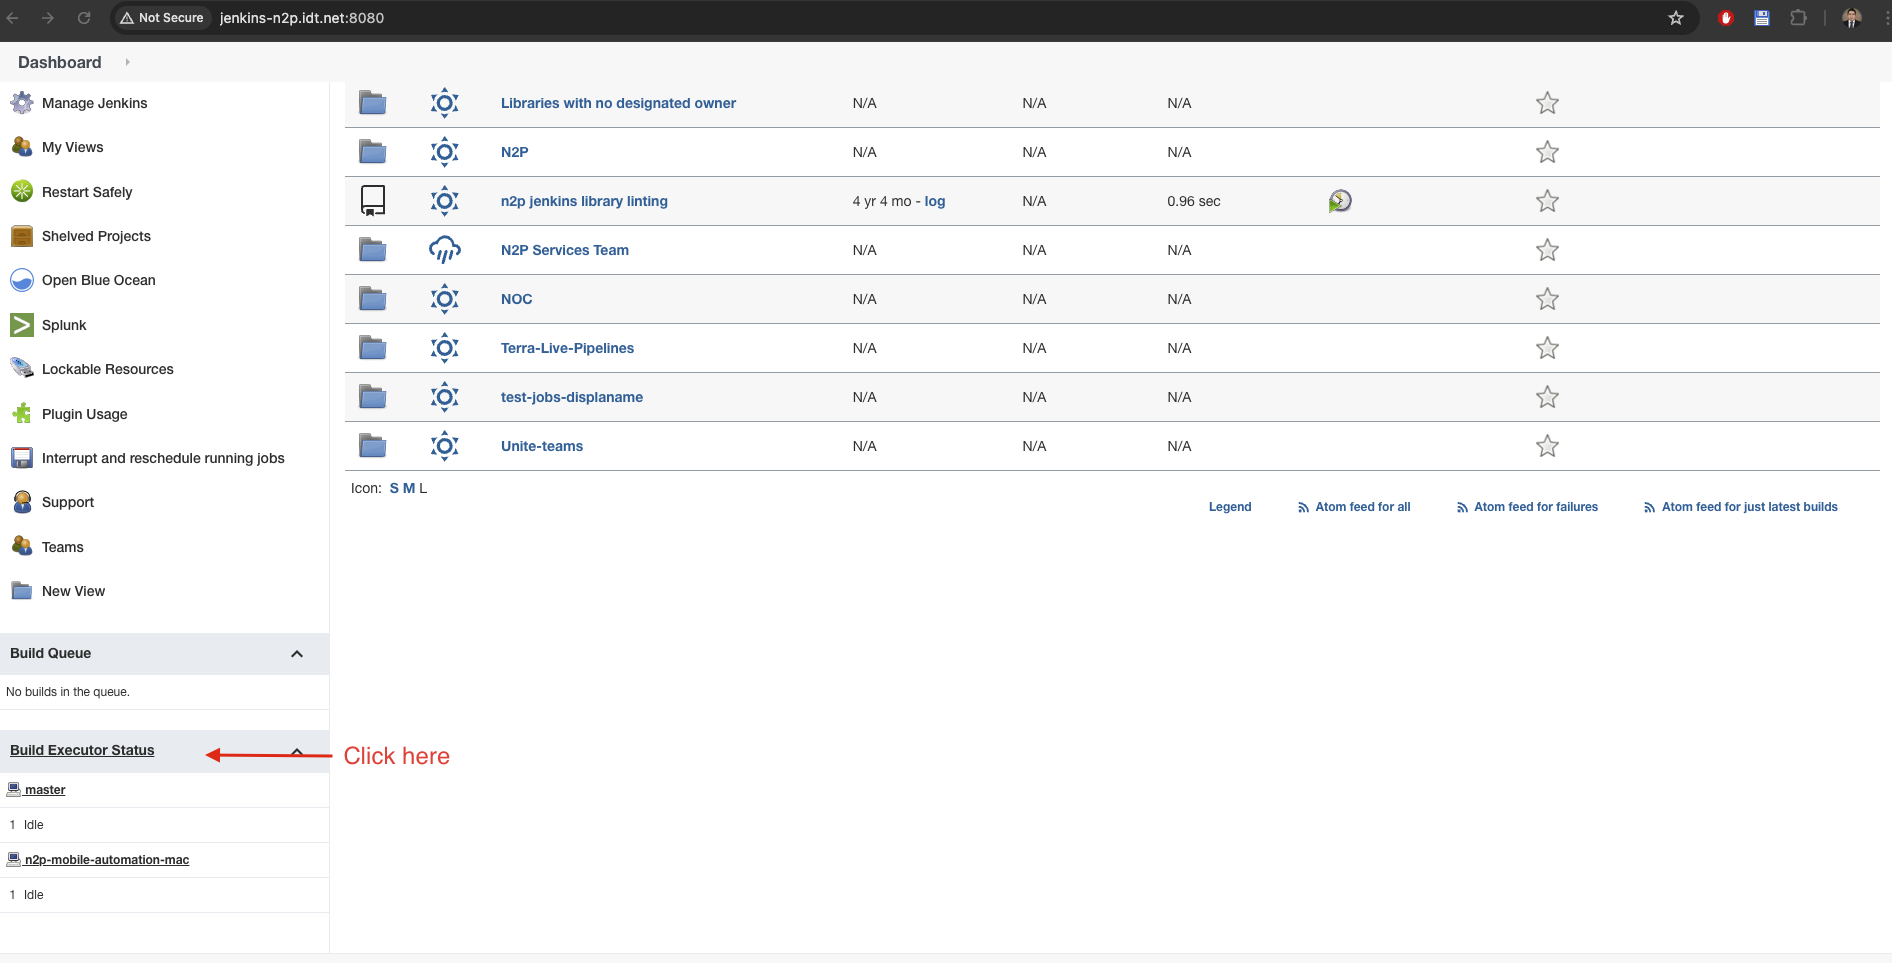 Not Secure jenkins-n2p.idt.net:8080
Dashboard
Manage Jenkins
My Views
Restart Safely
Shelved Projects
Open Blue Ocean
Splunk
Lockable Resources
Plugin Usage
Interrupt and reschedule running jobs
Support
Teams
New View
Build Queue
No builds in the queue.
Build Executor Status
master
1 Idle
n2p-mobile-automation-mac
1 Idle
Libraries with no designated owner N/A N/A N/A
N2P N/A N/A N/A
n2p jenkins library linting 4 yr 4 mo - log N/A 0.96 sec
N2P Services Team N/A N/A N/A
NOC N/A N/A N/A
Terra-Live-Pipelines N/A N/A N/A
test-jobs-displaname N/A N/A N/A
Unite-teams N/A N/A N/A
Icon: S M L
Legend Atom feed for all Atom feed for failures Atom feed for just latest builds
Click here